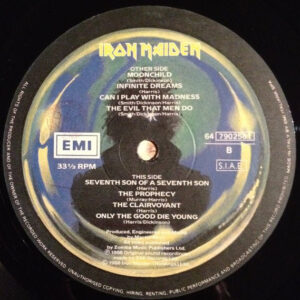 IRON MAIDEN
OTHER SIDE
MOONCHILD
(Smith/Dickinson)
INFINITE DREAMS
(Harris)
CAN I PLAY WITH MADNESS
(Smith/Dickinson/Harris)
THE EVIL THAT MEN DO
(Smith/Dickinson/Harris)
EMI
33⅓ RPM
64 7902584
B
S.I.A.E.
THIS SIDE
SEVENTH SON OF A SEVENTH SON
(Harris)
THE PROPHECY
(Murray/Harris)
THE CLAIRVOYANT
(Harris)
ONLY THE GOOD DIE YOUNG
(Harris/Dickinson)
Produced, Engineered
Zomba Music Publishers Ltd.
ALL RIGHTS OF THE PRODUCER AND OF THE OWNER OF THE RECORDED WORK RESERVED. UNAUTHORISED COPYING, HIRING, RENTING, PUBLIC PERFORMANCE AND